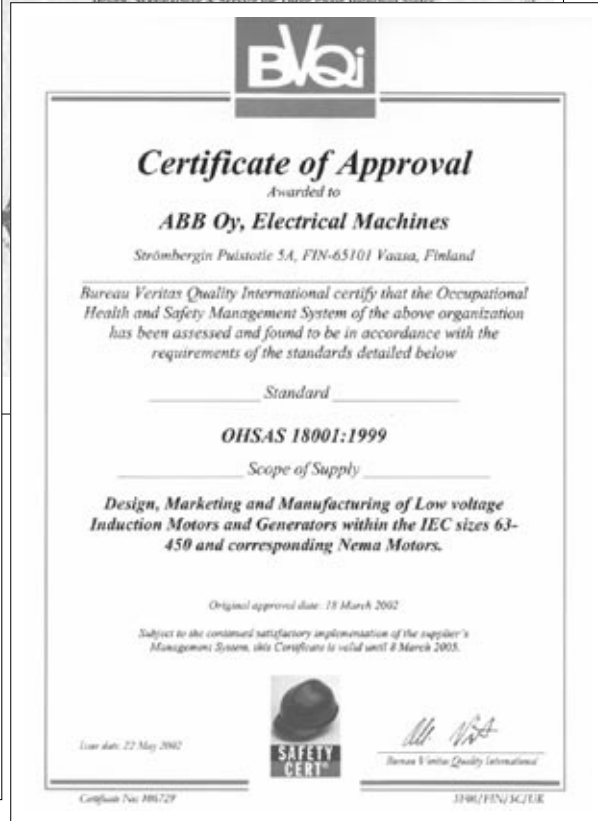 BVQi
Certificate of Approval
Awarded to
ABB Oy, Electrical Machines
Strömbergin Puistotie 5A, FIN-65101 Vaasa, Finland
Bureau Veritas Quality International certify that the Occupational
Health and Safety Management System of the above organization
has been assessed and found to be in accordance with the
requirements of the standards detailed below
Standard
OHSAS 18001:1999
Scope of Supply
Design, Marketing and Manufacturing of Low voltage
Induction Motors and Generators within the IEC sizes 63-
450 and corresponding Nema Motors.
Original approval date: 18 March 2002
Subject to the continued satisfactory implementation of the supplier's
Management System, this Certificate is valid until 8 March 2005.
SAFETY
CERT
Issue date: 22 May 2002
Bureau Veritas Quality International
Certificate No: